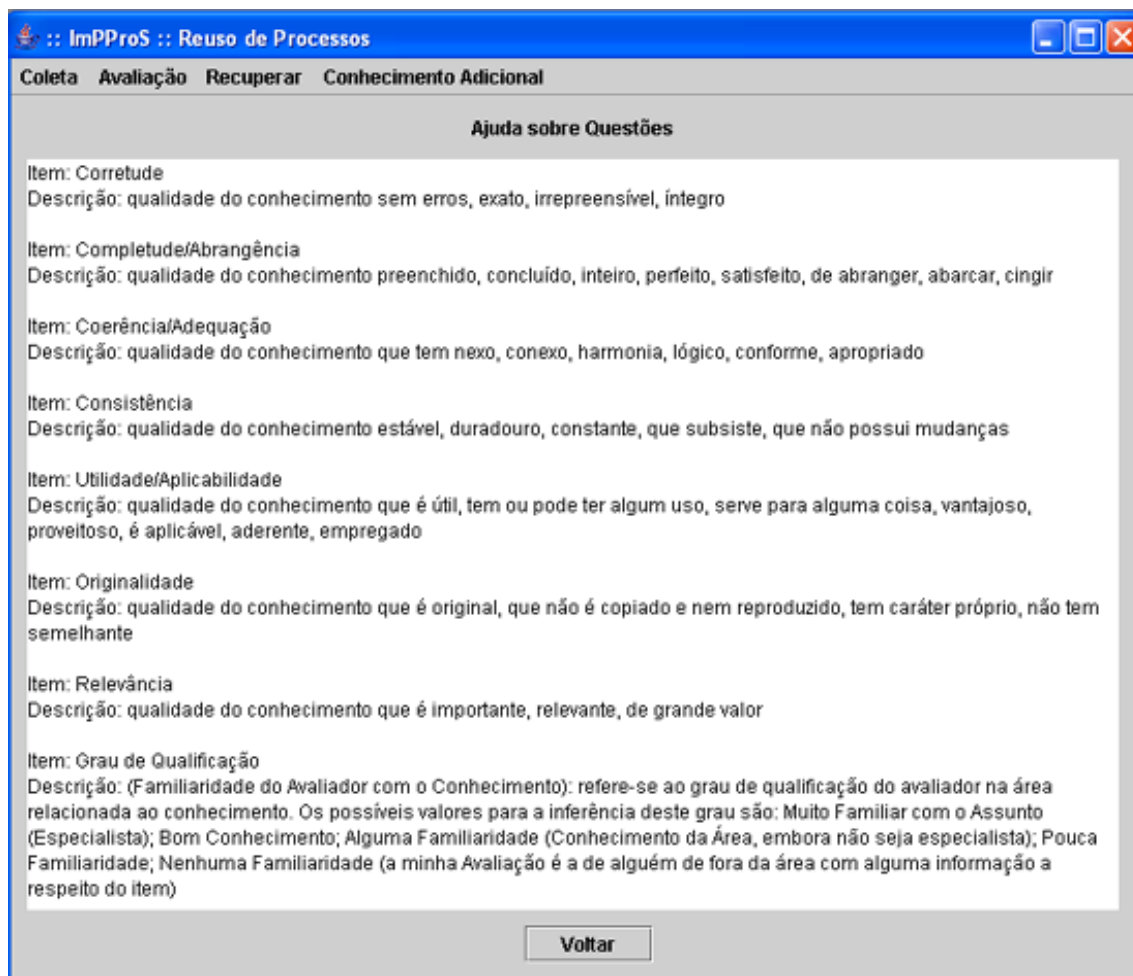 :: ImPProS :: Reuso de Processos
Coleta Avaliação Recuperar Conhecimento Adicional
Ajuda sobre Questões
Item: Corretude
Descrição: qualidade do conhecimento sem erros, exato, irrepreensível, íntegro
Item: Completude/Abrangência
Descrição: qualidade do conhecimento preenchido, concluído, inteiro, perfeito, satisfeito, de abranger, abarcar, cingir
Item: Coerência/Adequação
Descrição: qualidade do conhecimento que tem nexo, conexo, harmonia, lógico, conforme, apropriado
Item: Consistência
Descrição: qualidade do conhecimento estável, duradouro, constante, que subsiste, que não possui mudanças
Item: Utilidade/Aplicabilidade
Descrição: qualidade do conhecimento que é útil, tem ou pode ter algum uso, serve para alguma coisa, vantajoso,
proveitoso, é aplicável, aderente, empregado
Item: Originalidade
Descrição: qualidade do conhecimento que é original, que não é copiado e nem reproduzido, tem caráter próprio, não tem
semelhante
Item: Relevância
Descrição: qualidade do conhecimento que é importante, relevante, de grande valor
Item: Grau de Qualificação
Descrição: (Familiaridade do Avaliador com o Conhecimento): refere-se ao grau de qualificação do avaliador na área
relacionada ao conhecimento. Os possíveis valores para a inferência deste grau são: Muito Familiar com o Assunto
(Especialista); Bom Conhecimento; Alguma Familiaridade (Conhecimento da Área, embora não seja especialista); Pouca
Familiaridade; Nenhuma Familiaridade (a minha Avaliação é a de alguém de fora da área com alguma informação a
respeito do item)
Voltar